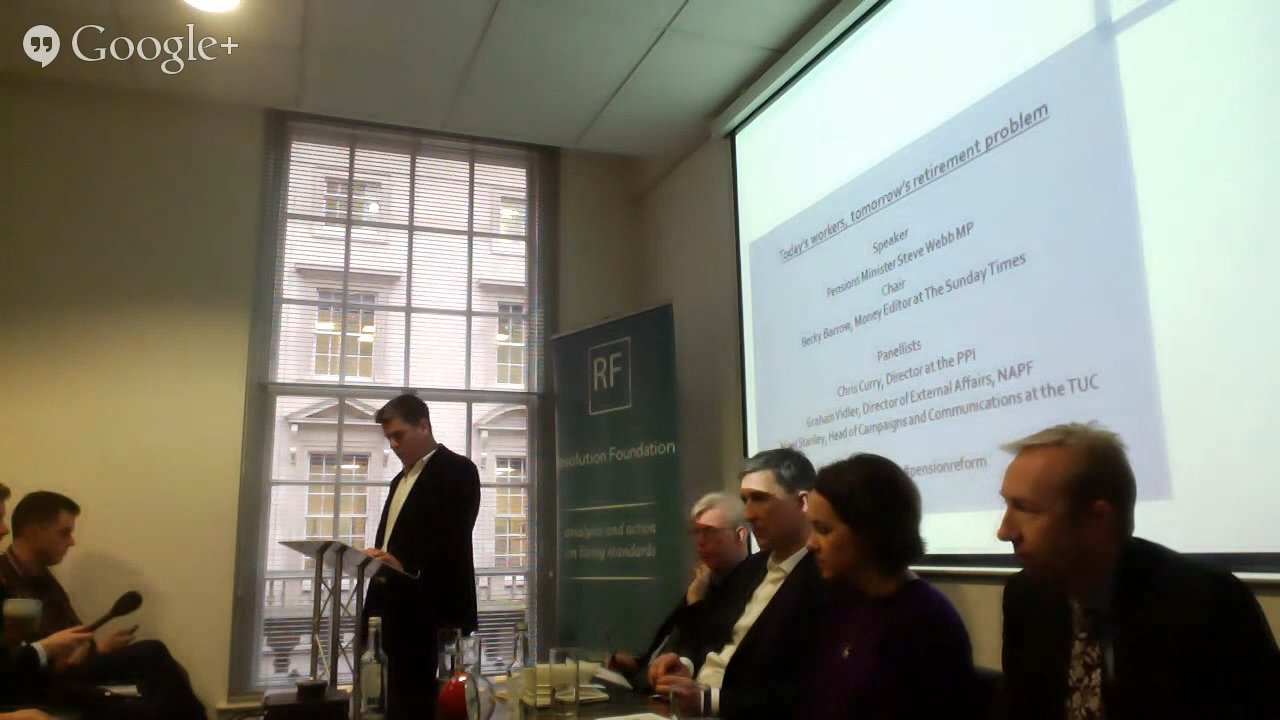 Google+
Today's workers, tomorrow's retirement problem
Speaker
Pensions Minister Steve Webb MP
Chair
Becky Barrow, Money Editor at The Sunday Times
Panellists
Chris Curry, Director at the PPI
Graham Vidler, Director of External Affairs, NAPF
Stanley, Head of Campaigns and Communications at the TUC
#pensionreform
RF
Resolution Foundation
analysis and action
on living standards